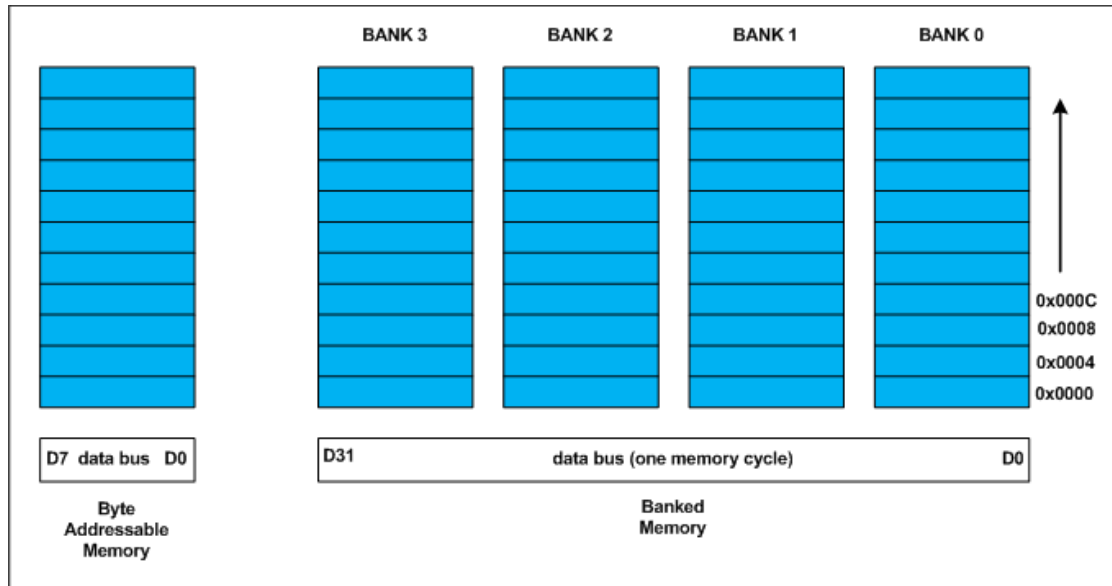 BANK 3 BANK 2 BANK 1 BANK 0
0x000C
0x0008
0x0004
0x0000
D7 data bus D0
D31 data bus (one memory cycle) D0
Byte
Addressable
Memory
Banked
Memory